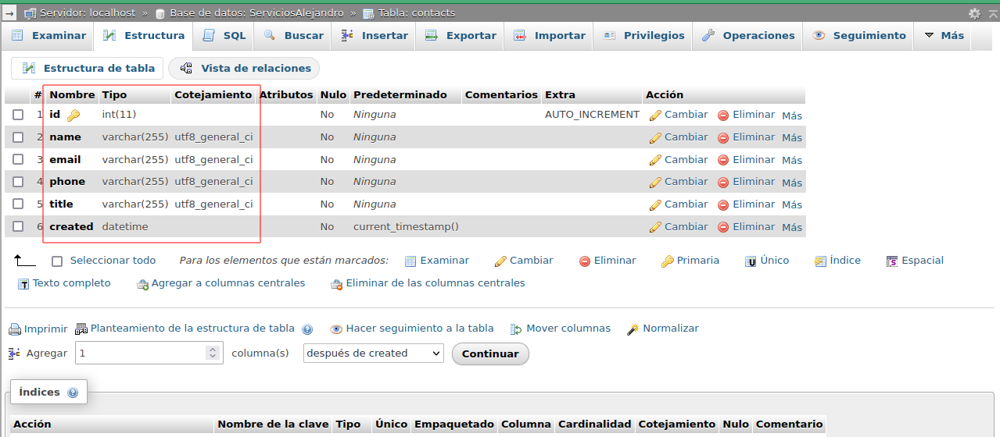 Servidor: localhost » Base de datos: ServiciosAlejandro » Tabla: contacts
Examinar Estructura SQL Buscar Insertar Exportar Importar Privilegios Operaciones Seguimiento Más
Estructura de tabla Vista de relaciones
# Nombre Tipo Cotejamiento Atributos Nulo Predeterminado Comentarios Extra Acción
1 id int(11) No Ninguna AUTO_INCREMENT Cambiar Eliminar Más
2 name varchar(255) utf8_general_ci No Ninguna Cambiar Eliminar Más
3 email varchar(255) utf8_general_ci No Ninguna Cambiar Eliminar Más
4 phone varchar(255) utf8_general_ci No Ninguna Cambiar Eliminar Más
5 title varchar(255) utf8_general_ci No Ninguna Cambiar Eliminar Más
6 created datetime No current_timestamp() Cambiar Eliminar Más
Seleccionar todo Para los elementos que están marcados: Examinar Cambiar Eliminar Primaria Único Índice Espacial
Texto completo Agregar a columnas centrales Eliminar de las columnas centrales
Imprimir Planteamiento de la estructura de tabla Hacer seguimiento a la tabla Mover columnas Normalizar
Agregar 1 columna(s) después de created Continuar
Índices
Acción Nombre de la clave Tipo Único Empaquetado Columna Cardinalidad Cotejamiento Nulo Comentario